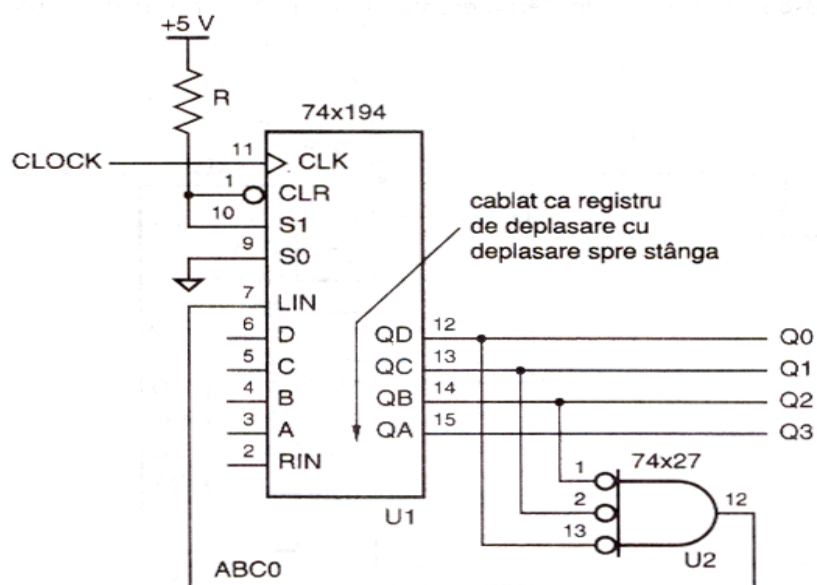 +5 V
R
74x194
CLOCK
11
CLK
1
CLR
10
S1
9
S0
7
LIN
6
D
5
C
4
B
3
A
2
RIN
cablat ca registru
de deplasare cu
deplasare spre stânga
QD
12
Q0
QC
13
Q1
QB
14
Q2
QA
15
Q3
U1
74x27
1
2
13
12
U2
ABC0